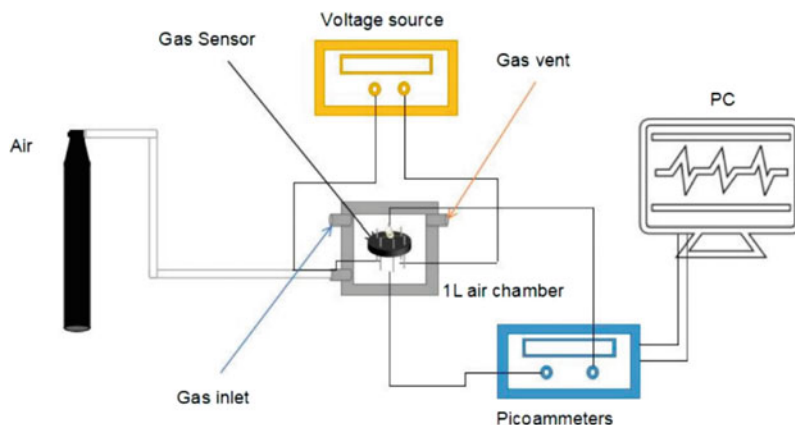 Voltage source
Gas Sensor
Gas vent
PC
Air
1L air chamber
Gas inlet
Picoammeters